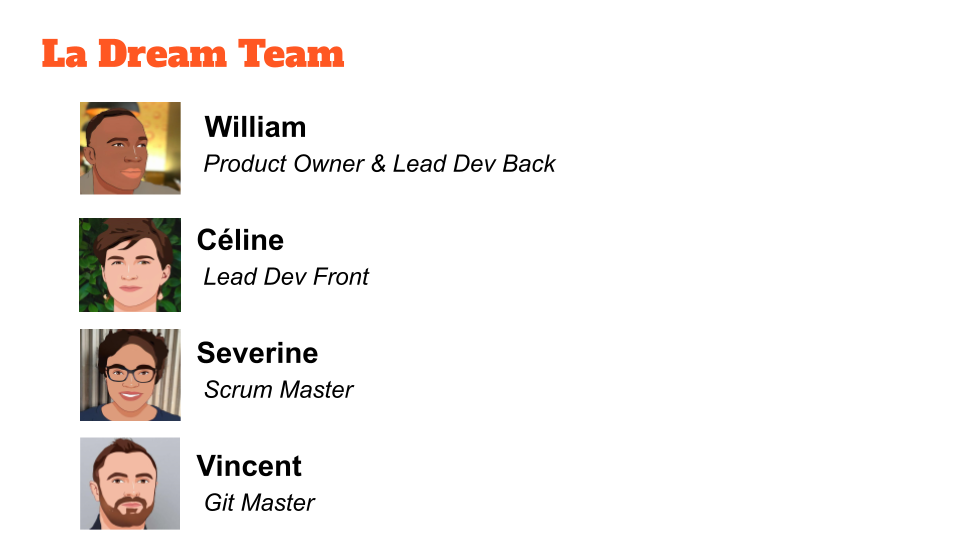 La Dream Team
William
Product Owner & Lead Dev Back
Céline
Lead Dev Front
Severine
Scrum Master
Vincent
Git Master